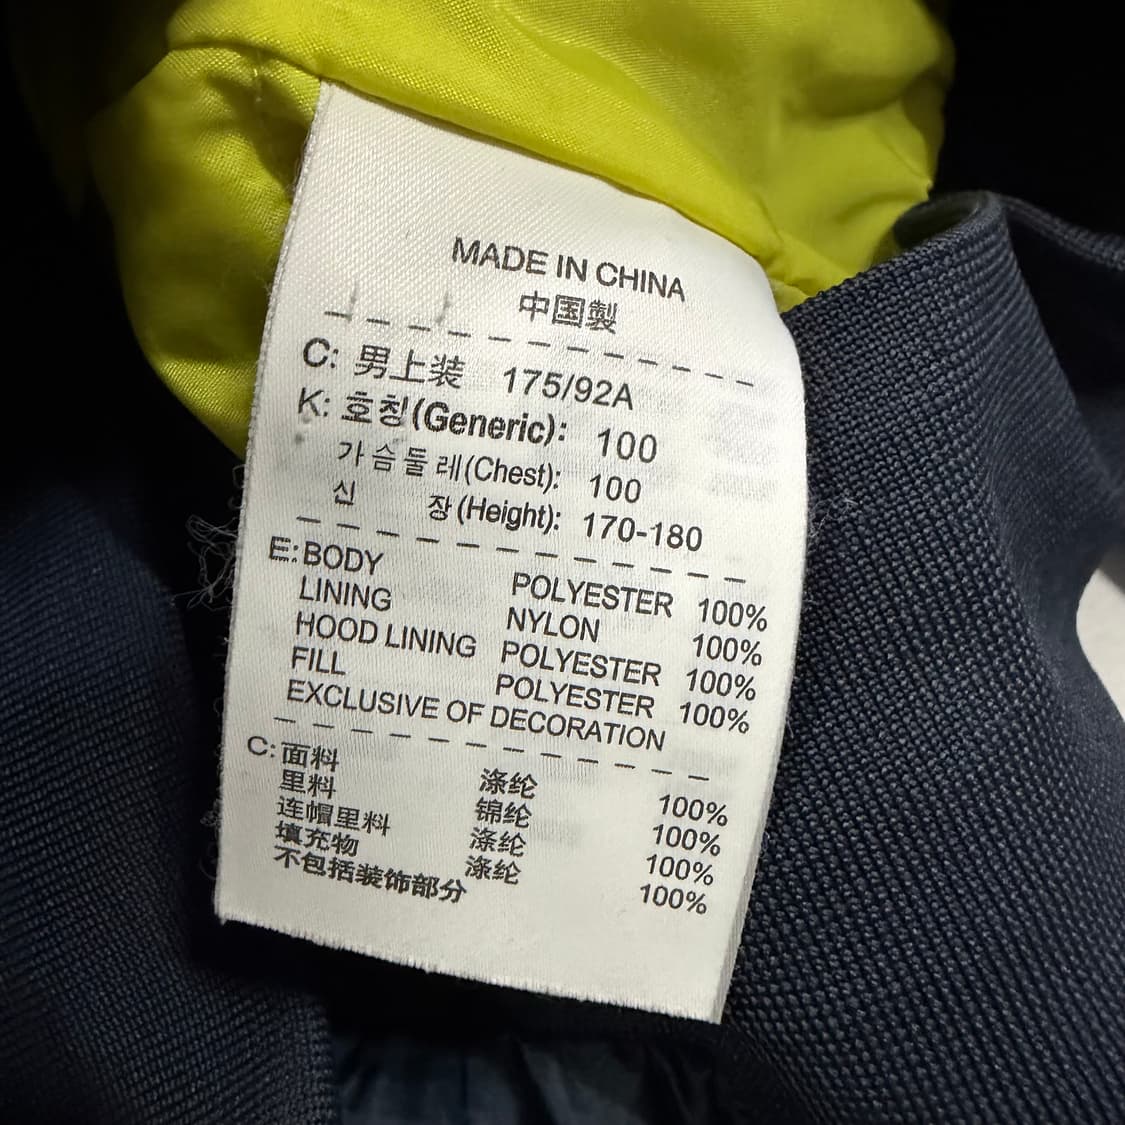 MADE IN CHINA
中国製
C: 男上装 175/92A
K: 호칭(Generic): 100
가슴둘레(Chest): 100
신 장(Height): 170-180
E: BODY POLYESTER 100%
LINING NYLON 100%
HOOD LINING POLYESTER 100%
FILL POLYESTER 100%
EXCLUSIVE OF DECORATION
C: 面料 涤纶 100%
里料 锦纶 100%
连帽里料 涤纶 100%
填充物 涤纶 100%
不包括装饰部分